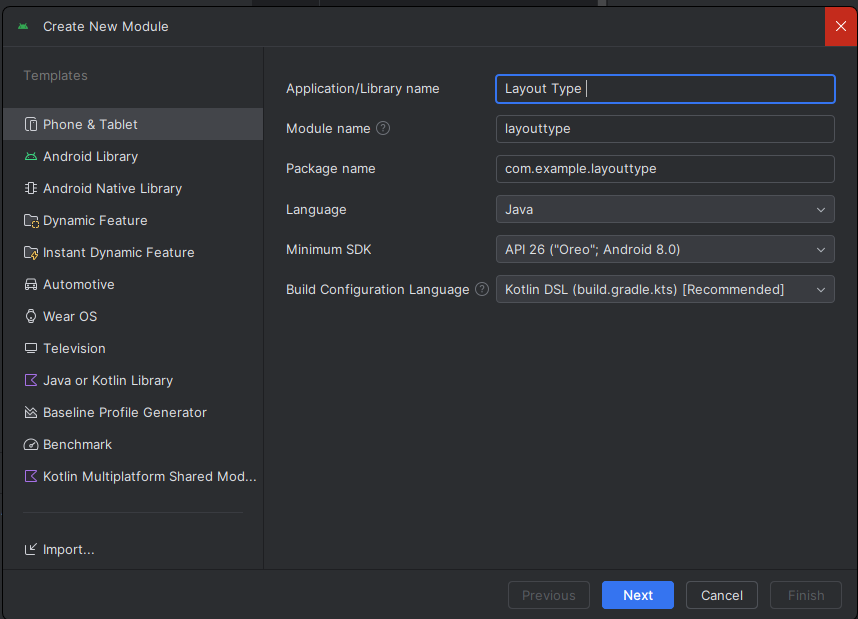 Create New Module
Templates
Phone & Tablet
Android Library
Android Native Library
Dynamic Feature
Instant Dynamic Feature
Automotive
Wear OS
Television
Java or Kotlin Library
Baseline Profile Generator
Benchmark
Kotlin Multiplatform Shared Mod...
Import...
Application/Library name Layout Type
Module name ? layouttype
Package name com.example.layouttype
Language Java
Minimum SDK API 26 ("Oreo"; Android 8.0)
Build Configuration Language ? Kotlin DSL (build.gradle.kts) [Recommended]
Previous Next Cancel Finish